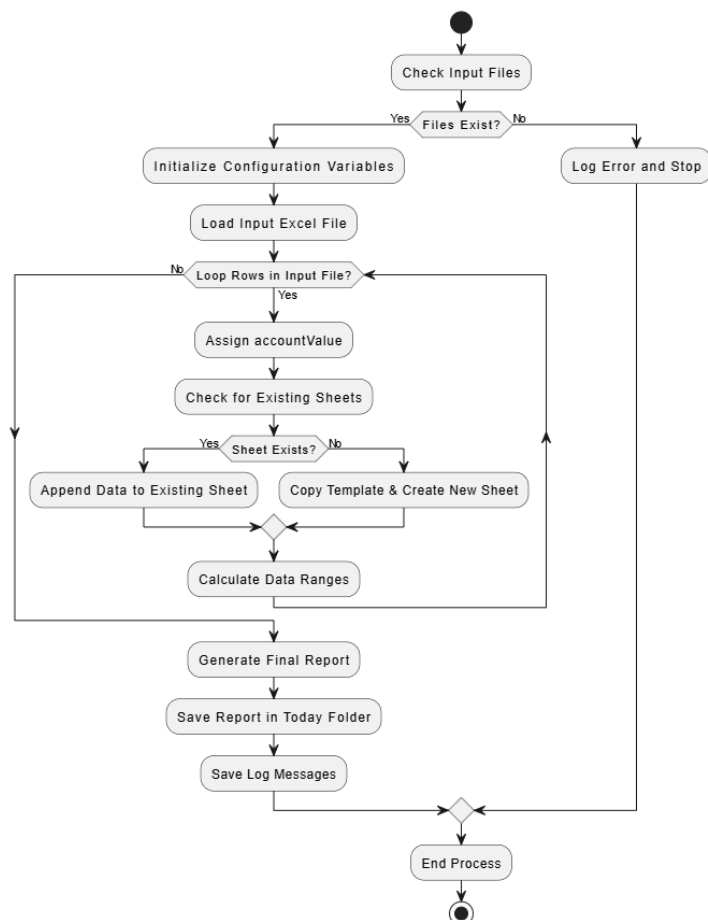 Check Input Files
Yes
Files Exist?
No
Initialize Configuration Variables
Log Error and Stop
Load Input Excel File
No
Loop Rows in Input File?
Yes
Assign accountValue
Check for Existing Sheets
Yes
Sheet Exists?
No
Append Data to Existing Sheet
Copy Template & Create New Sheet
Calculate Data Ranges
Generate Final Report
Save Report in Today Folder
Save Log Messages
End Process